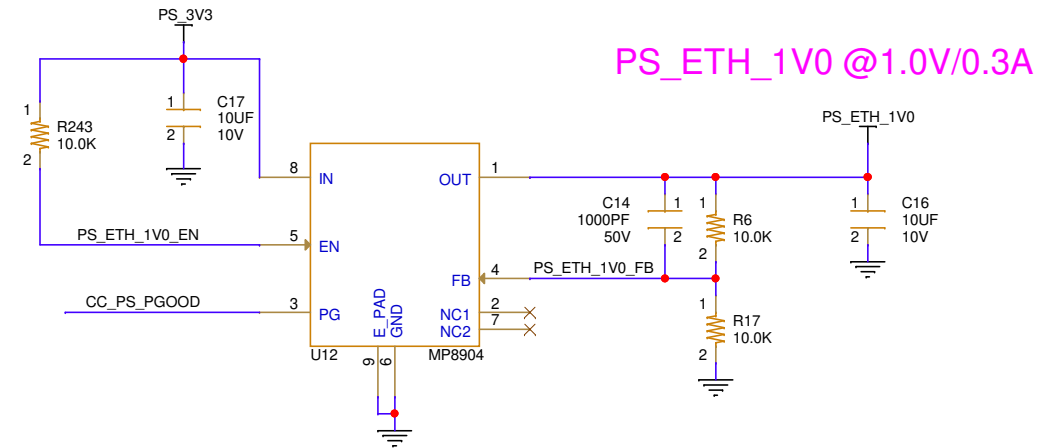 PS_3V3
PS_ETH_1V0 @1.0V/0.3A
1
C17
10UF
10V
2
1
R243
10.0K
2
PS_ETH_1V0
8
IN
OUT
1
C14
1000PF
50V
1
2
1
R6
10.0K
2
1
C16
10UF
10V
2
PS_ETH_1V0_EN
5
EN
FB
4
PS_ETH_1V0_FB
CC_PS_PGOOD
3
PG
E_PAD
GND
NC1
2
NC2
7
1
R17
10.0K
2
U12
MP8904
9
6